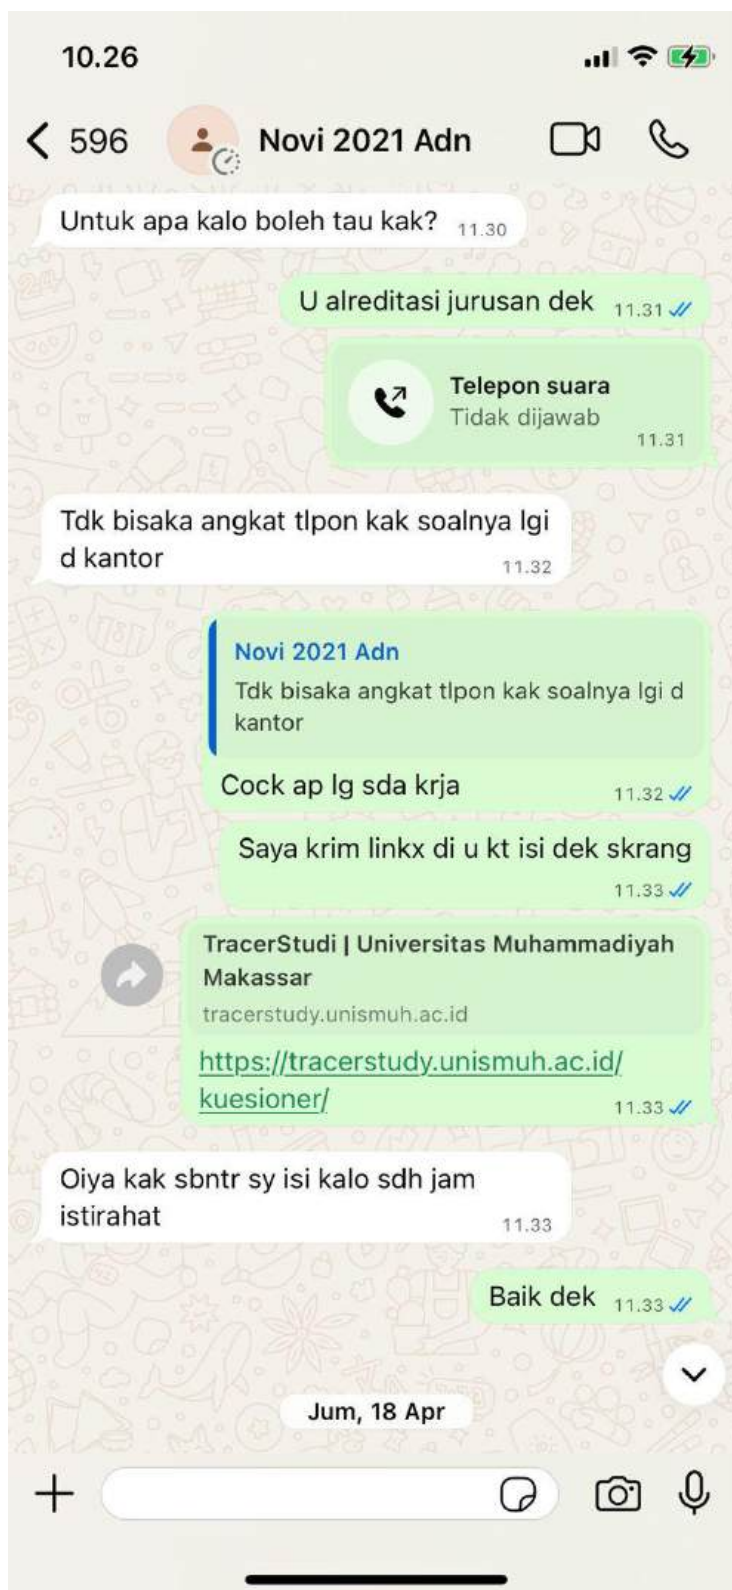 10.26
596
Novi 2021 Adn
Untuk apa kalo boleh tau kak? 11.30
U alreditasi jurusan dek 11.31
Telepon suara
Tidak dijawab
11.31
Tdk bisaka angkat tlpon kak soalnya lgi
d kantor 11.32
Novi 2021 Adn
Tdk bisaka angkat tlpon kak soalnya lgi d
kantor
Cock ap lg sda krja 11.32
Saya krim linkx di u kt isi dek skrang
11.33
TracerStudi | Universitas Muhammadiyah
Makassar
tracerstudy.unismuh.ac.id
https://tracerstudy.unismuh.ac.id/
kuesioner/ 11.33
Oiya kak sbntr sy isi kalo sdh jam
istirahat 11.33
Baik dek 11.33
Jum, 18 Apr